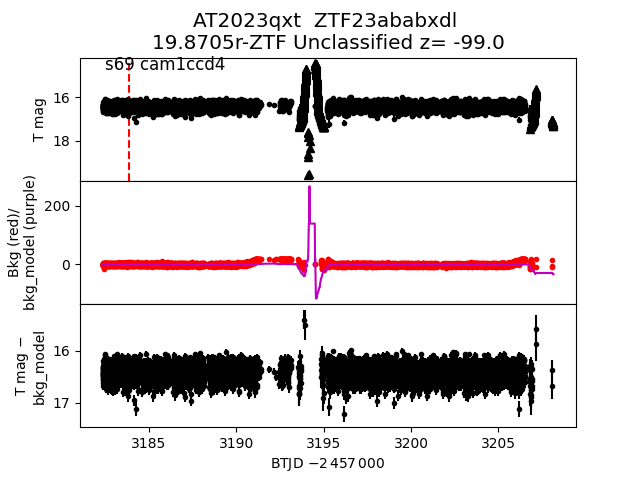 AT2023qxt  ZTF23ababxdl
19.8705r-ZTF Unclassified z= -99.0
s69 cam1ccd4
16
18
T mag
200
0
Bkg (red)/
bkg_model (purple)
16
17
T mag −
bkg_model
3185 3190 3195 3200 3205
BTJD −2 457 000